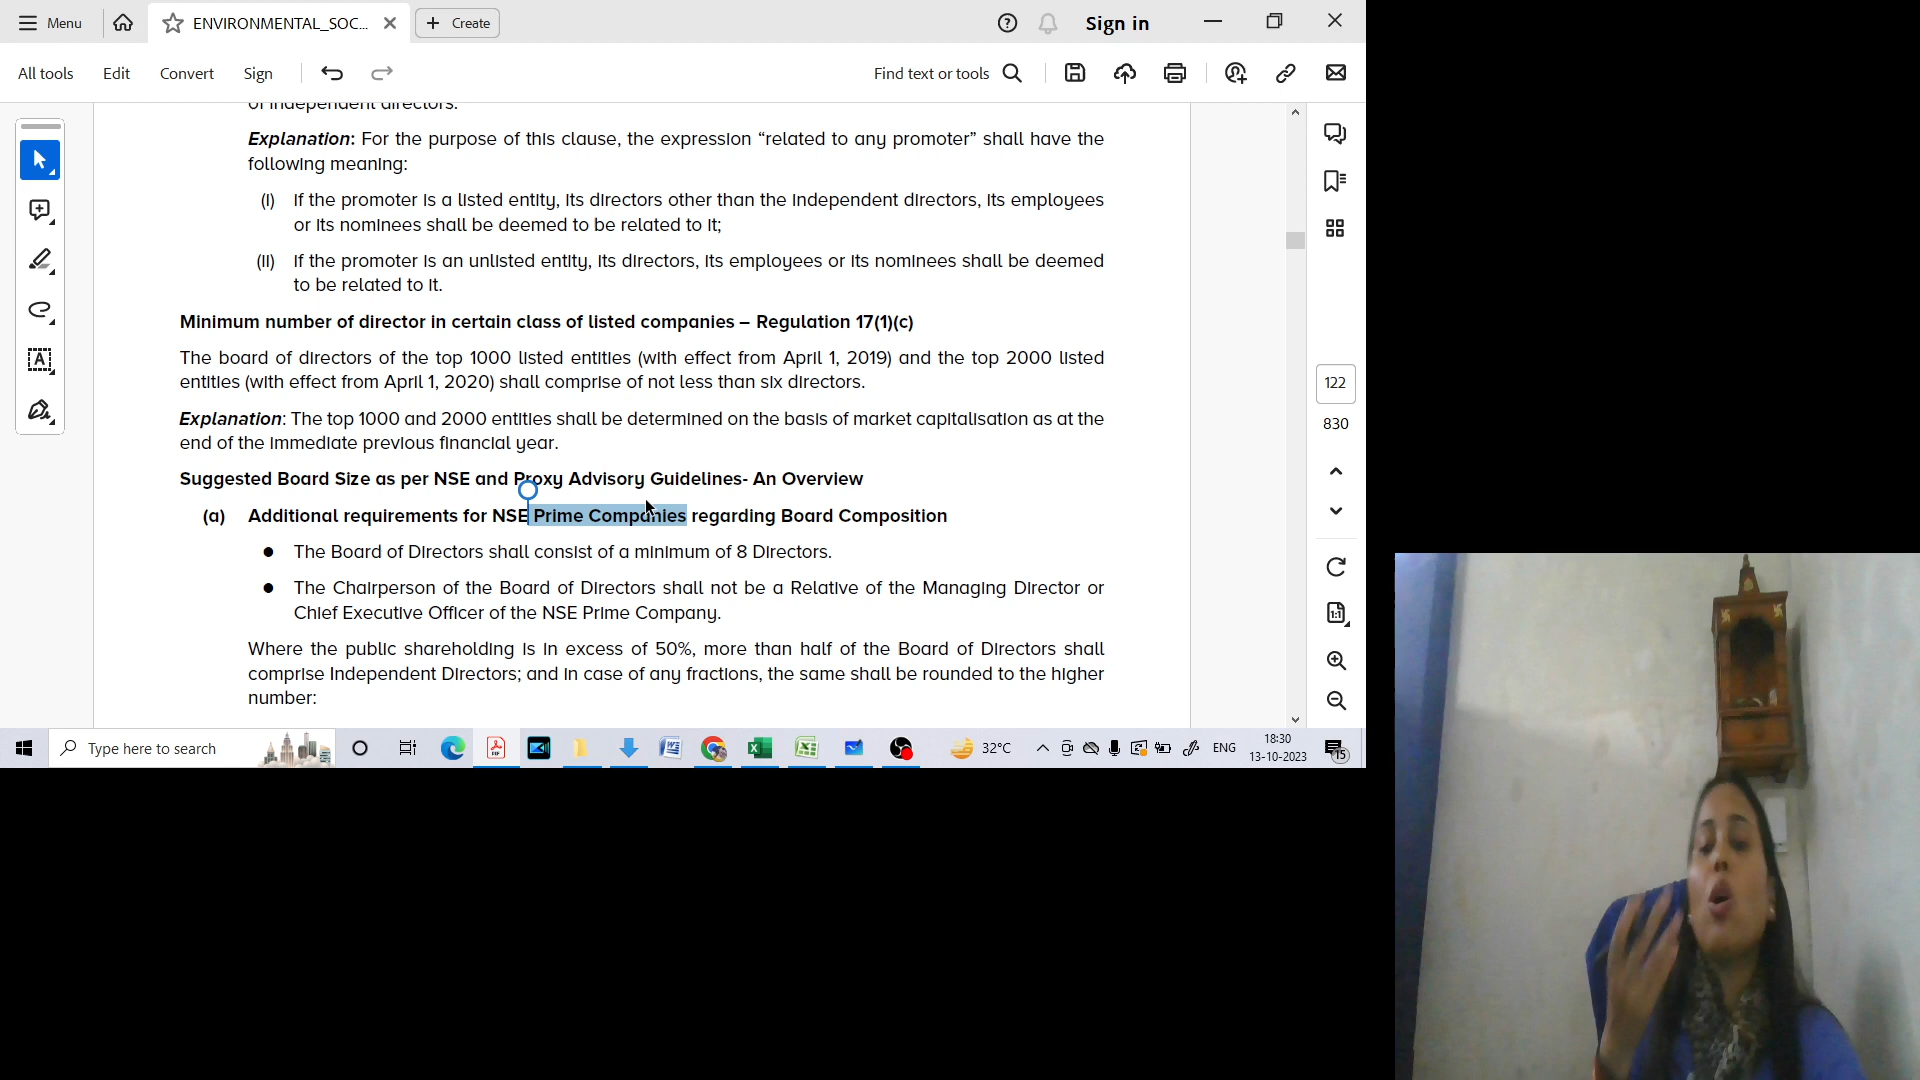 Menu
ENVIRONMENTAL_SOC...
Create
Sign in
All tools
Edit
Convert
Sign
Find text or tools
of independent directors.
Explanation: For the purpose of this clause, the expression “related to any promoter” shall have the
following meaning:
(I) If the promoter is a listed entity, its directors other than the independent directors, its employees
or its nominees shall be deemed to be related to it;
(II) If the promoter is an unlisted entity, its directors, its employees or its nominees shall be deemed
to be related to it.
Minimum number of director in certain class of listed companies – Regulation 17(1)(c)
The board of directors of the top 1000 listed entities (with effect from April 1, 2019) and the top 2000 listed
entities (with effect from April 1, 2020) shall comprise of not less than six directors.
Explanation: The top 1000 and 2000 entities shall be determined on the basis of market capitalisation as at the
end of the immediate previous financial year.
Suggested Board Size as per NSE and Proxy Advisory Guidelines- An Overview
(a) Additional requirements for NSE Prime Companies regarding Board Composition
● The Board of Directors shall consist of a minimum of 8 Directors.
● The Chairperson of the Board of Directors shall not be a Relative of the Managing Director or
Chief Executive Officer of the NSE Prime Company.
Where the public shareholding is in excess of 50%, more than half of the Board of Directors shall
comprise Independent Directors; and in case of any fractions, the same shall be rounded to the higher
number:
122
830
Type here to search
32°C
ENG
18:30
13-10-2023
15